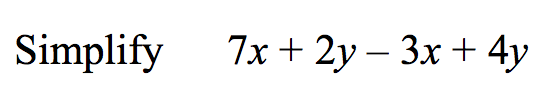 Simplify 7x + 2y – 3x + 4y